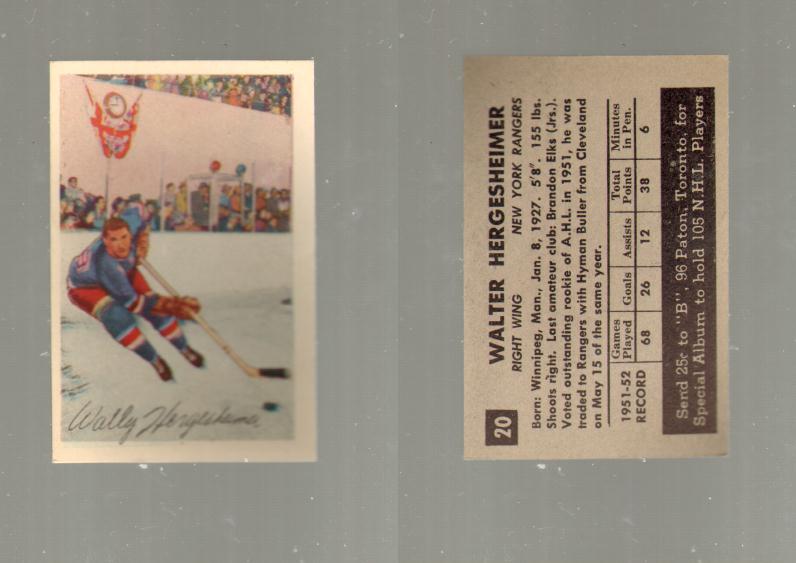 Wally Hergesheimer
20
WALTER HERGESHEIMER
RIGHT WING NEW YORK RANGERS
Born: Winnipeg, Man., Jan. 8, 1927. 5'8". 155 lbs.
Shoots right. Last amateur club: Brandon Elks (Jrs.).
Voted outstanding rookie of A.H.L. in 1951, he was
traded to Rangers with Hyman Buller from Cleveland
on May 15 of the same year.
1951-52 RECORD
Games Played Goals Assists Total Points Minutes in Pen.
68 26 12 38 6
Send 25c to "B", 96 Paton, Toronto, for
Special Album to hold 105 N.H.L. Players